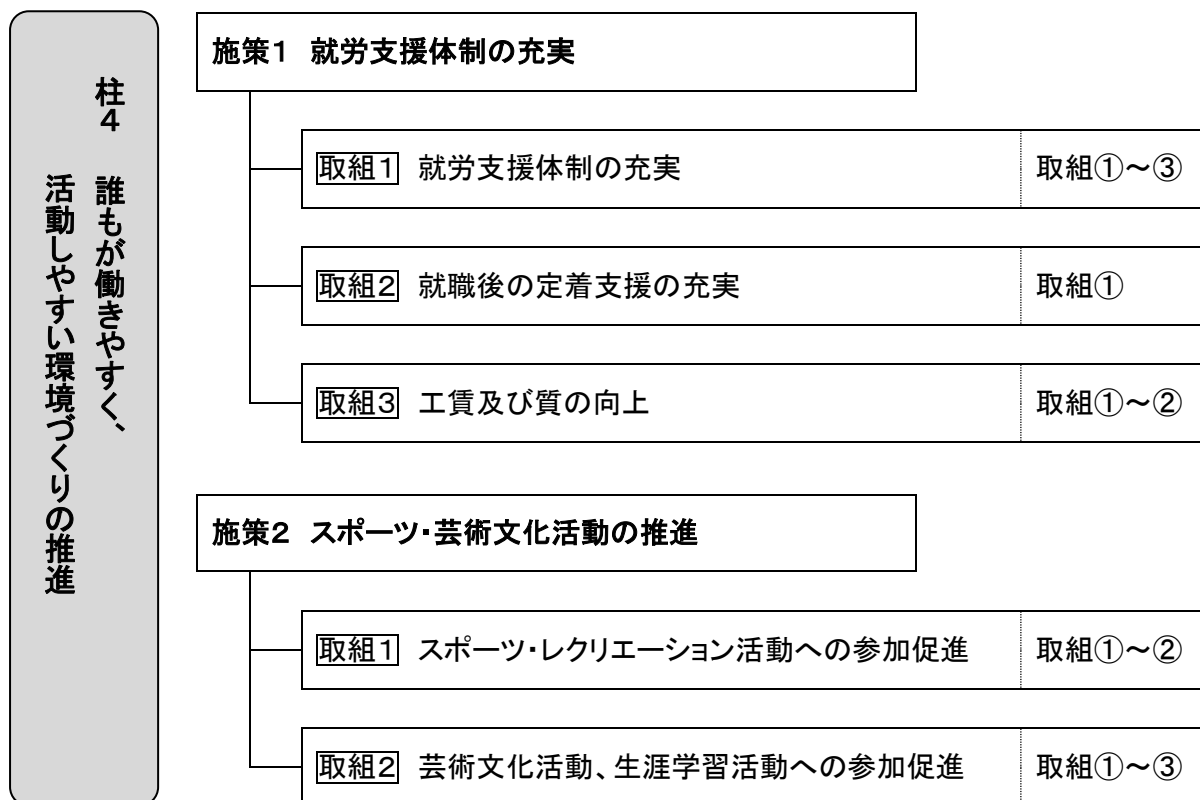 柱4　誰もが働きやすく、
活動しやすい環境づくりの推進
施策1 就労支援体制の充実
取組1 就労支援体制の充実 取組①～③
取組2 就職後の定着支援の充実 取組①
取組3 工賃及び質の向上 取組①～②
施策2 スポーツ・芸術文化活動の推進
取組1 スポーツ・レクリエーション活動への参加促進 取組①～②
取組2 芸術文化活動、生涯学習活動への参加促進 取組①～③